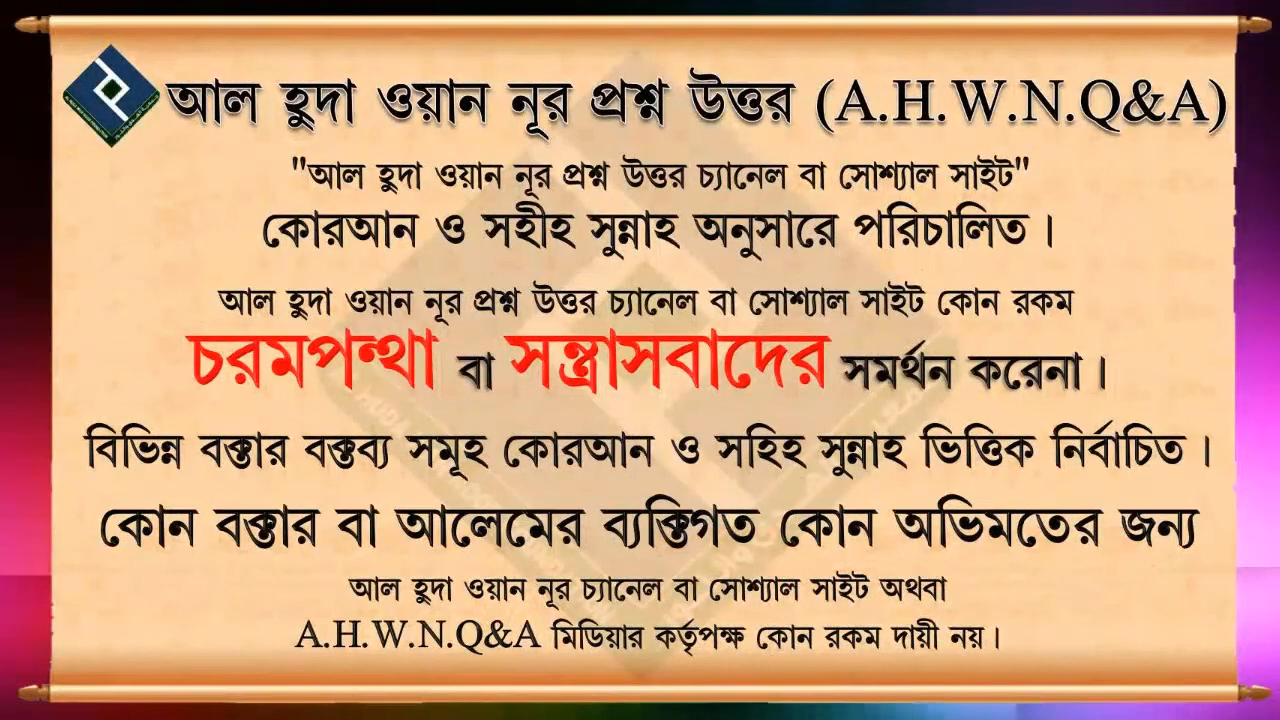 আল হুদা ওয়ান নূর প্রশ্ন উত্তর (A.H.W.N.Q&A)
"আল হুদা ওয়ান নূর প্রশ্ন উত্তর চ্যানেল বা সোশ্যাল সাইট"
কোরআন ও সহীহ সুন্নাহ অনুসারে পরিচালিত।
আল হুদা ওয়ান নূর প্রশ্ন উত্তর চ্যানেল বা সোশ্যাল সাইট কোন রকম
চরমপন্থা বা সন্ত্রাসবাদের সমর্থন করেনা।
বিভিন্ন বক্তার বক্তব্য সমূহ কোরআন ও সহিহ সুন্নাহ ভিত্তিক নির্বাচিত।
কোন বক্তার বা আলেমের ব্যক্তিগত কোন অভিমতের জন্য
আল হুদা ওয়ান নূর চ্যানেল বা সোশ্যাল সাইট অথবা
A.H.W.N.Q&A মিডিয়ার কর্তৃপক্ষ কোন রকম দায়ী নয়।